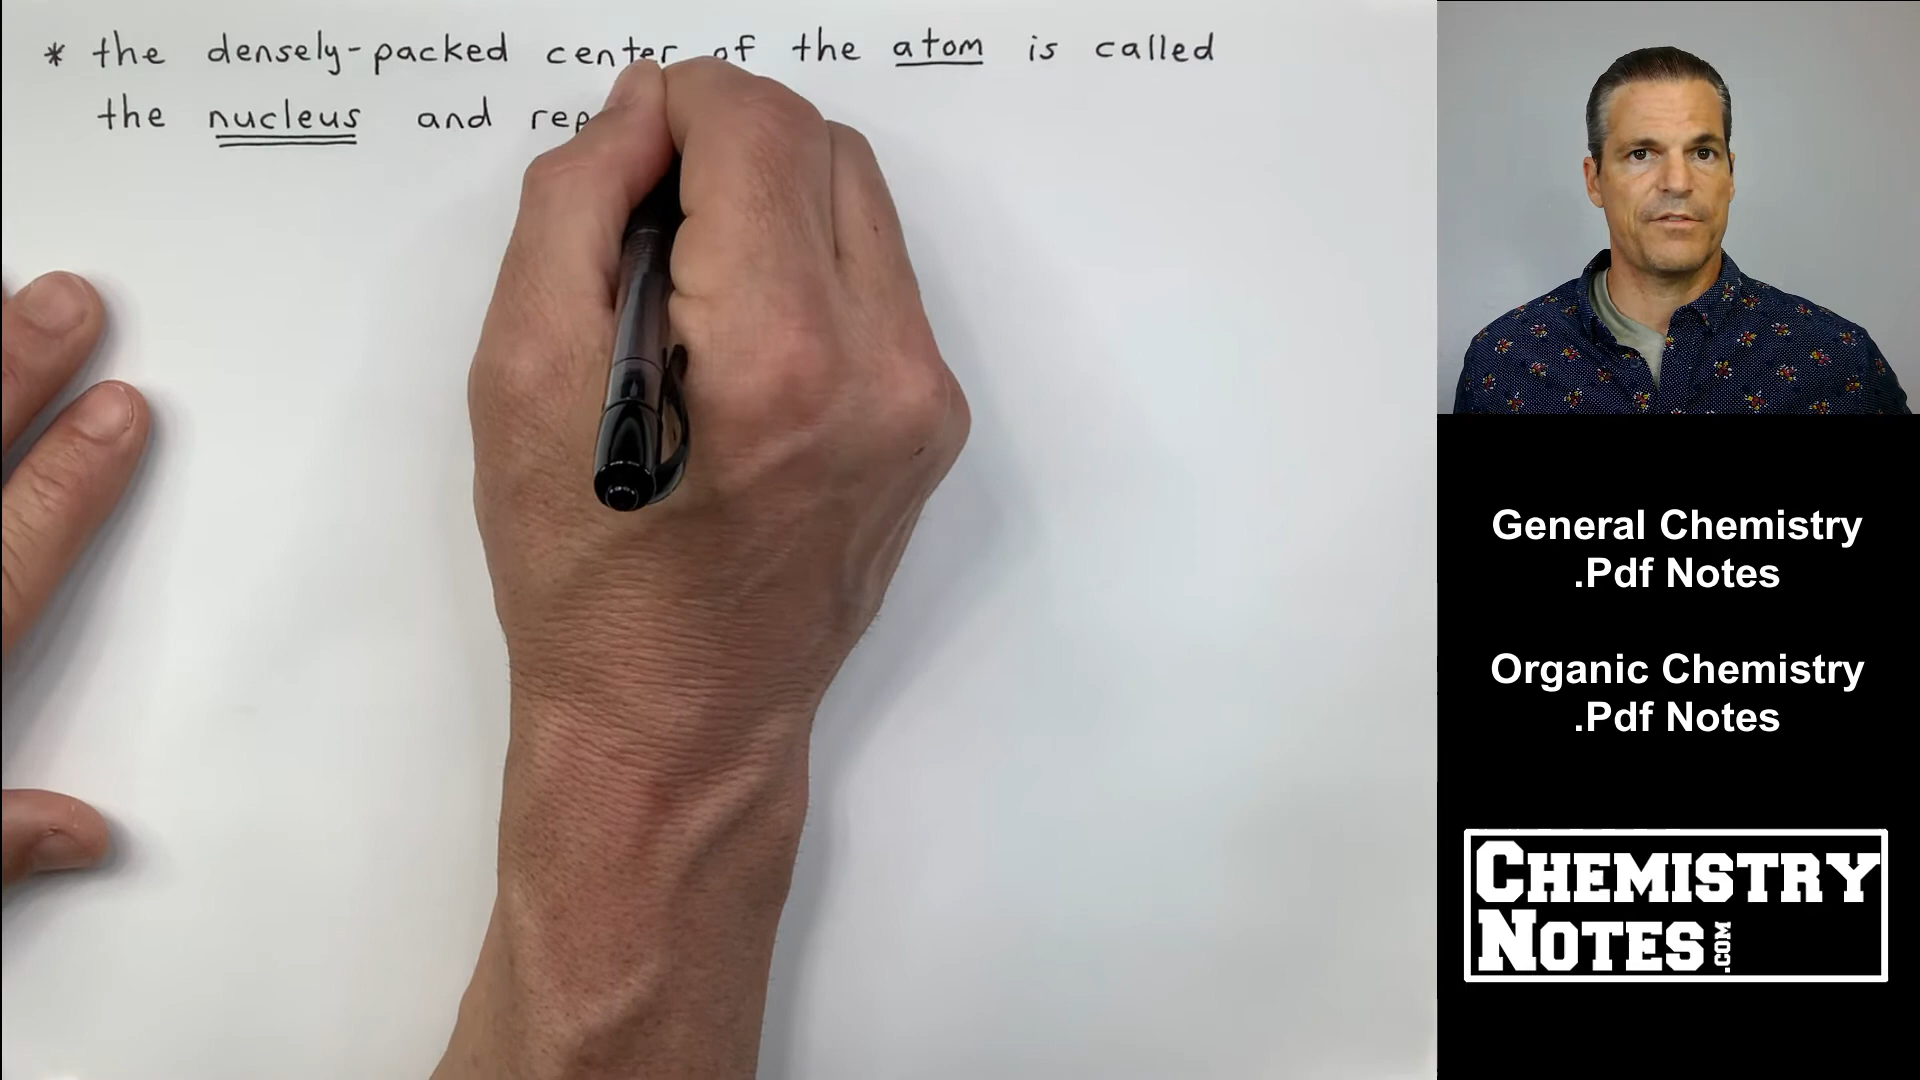 * the densely-packed center of the atom is called
the nucleus and rep
General Chemistry
.Pdf Notes
Organic Chemistry
.Pdf Notes
CHEMISTRY
NOTES.COM